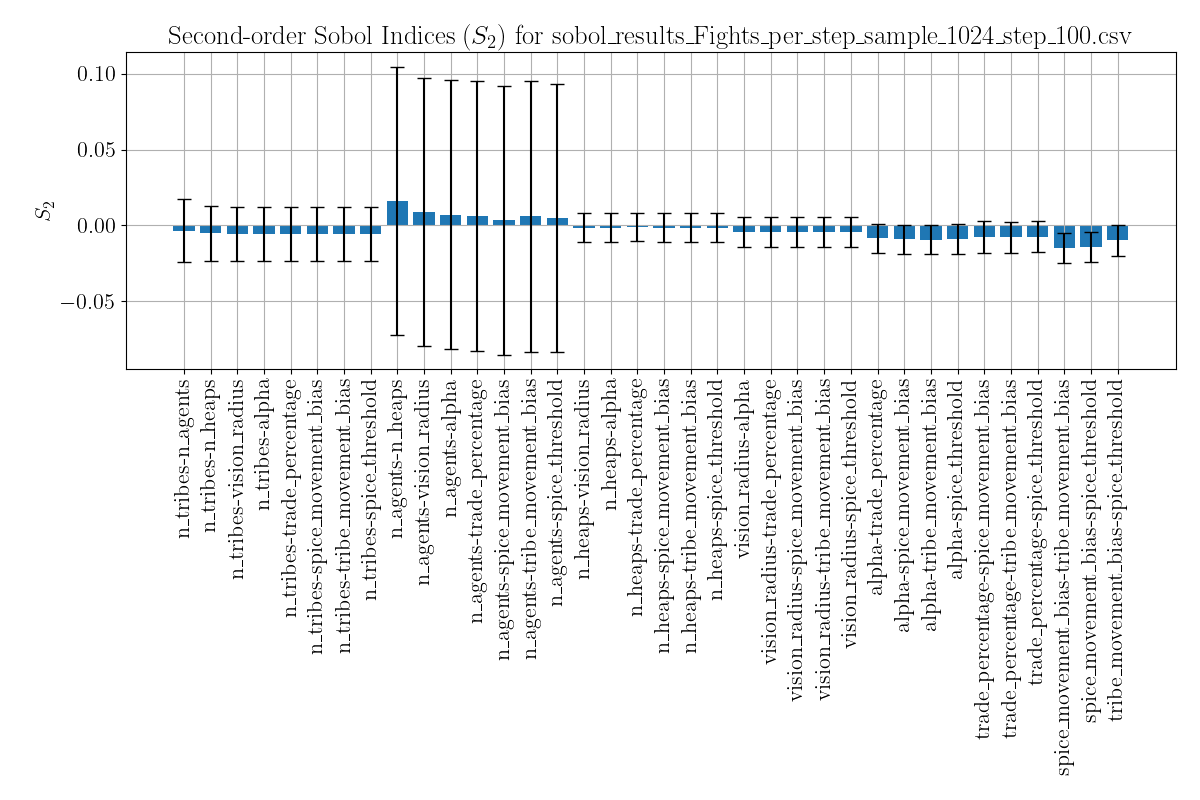 Second-order Sobol Indices (S₂) for sobol_results_Fights_per_step_sample_1024_step_100.csv
S₂
0.10
0.05
0.00
−0.05
n_tribes-n_agents
n_tribes-n_heaps
n_tribes-vision_radius
n_tribes-alpha
n_tribes-trade_percentage
n_tribes-spice_movement_bias
n_tribes-tribe_movement_bias
n_tribes-spice_threshold
n_agents-n_heaps
n_agents-vision_radius
n_agents-alpha
n_agents-trade_percentage
n_agents-spice_movement_bias
n_agents-tribe_movement_bias
n_agents-spice_threshold
n_heaps-vision_radius
n_heaps-alpha
n_heaps-trade_percentage
n_heaps-spice_movement_bias
n_heaps-tribe_movement_bias
n_heaps-spice_threshold
vision_radius-alpha
vision_radius-trade_percentage
vision_radius-spice_movement_bias
vision_radius-tribe_movement_bias
vision_radius-spice_threshold
alpha-trade_percentage
alpha-spice_movement_bias
alpha-tribe_movement_bias
alpha-spice_threshold
trade_percentage-spice_movement_bias
trade_percentage-tribe_movement_bias
trade_percentage-spice_threshold
spice_movement_bias-tribe_movement_bias
spice_movement_bias-spice_threshold
tribe_movement_bias-spice_threshold